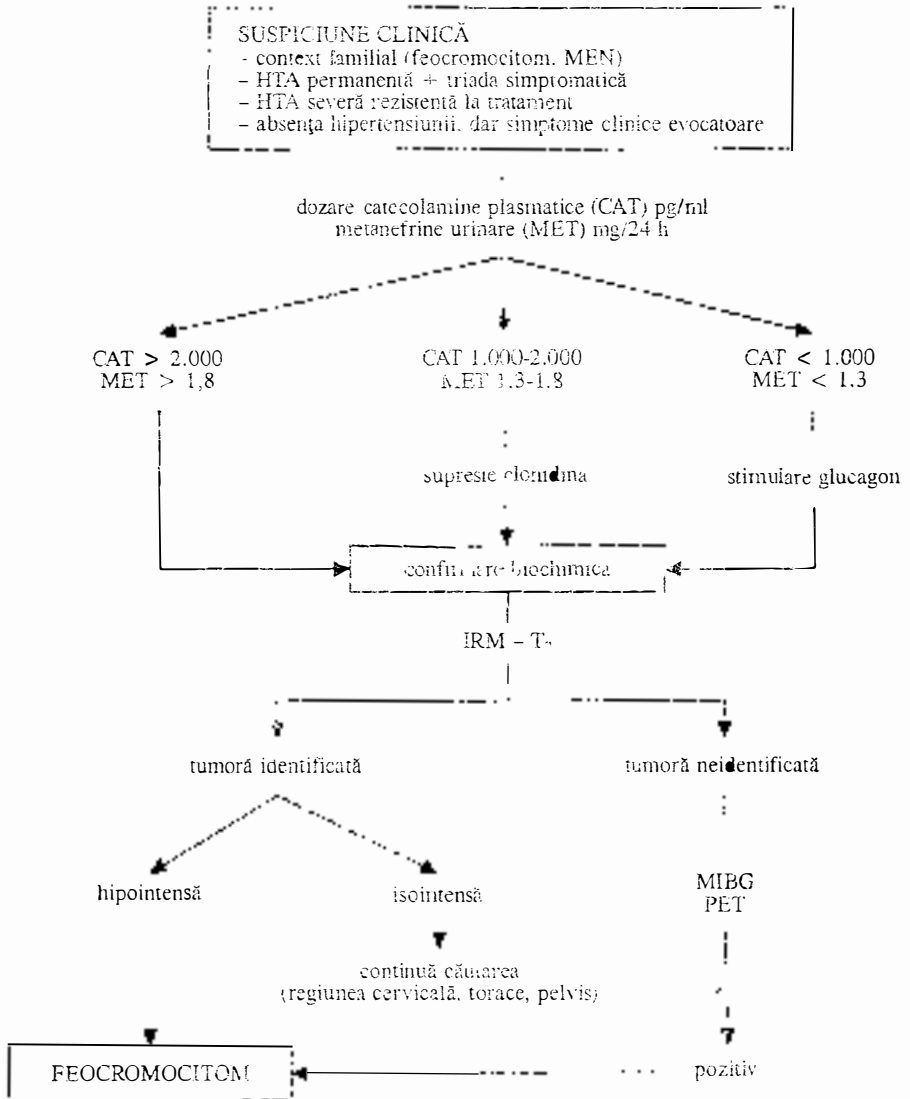 SUSPICIUNE CLINICĂ
- context familial (feocromocitom, MEN)
– HTA permanentă + triada simptomatică
– HTA severă rezistentă la tratament
– absența hipertensiunii, dar simptome clinice evocatoare
dozare catecolamine plasmatice (CAT) pg/ml
metanefrine urinare (MET) mg/24 h
CAT > 2.000
MET > 1,8
CAT 1.000-2.000
MET 1.3-1.8
CAT < 1.000
MET < 1.3
supresie clonidina
stimulare glucagon
confirmare biochimica
IRM – T2
tumoră identificată
tumoră neidentificată
hipointensă
isointensă
MIBG
PET
continuă căutarea
(regiunea cervicală, torace, pelvis)
FEOCROMOCITOM
pozitiv